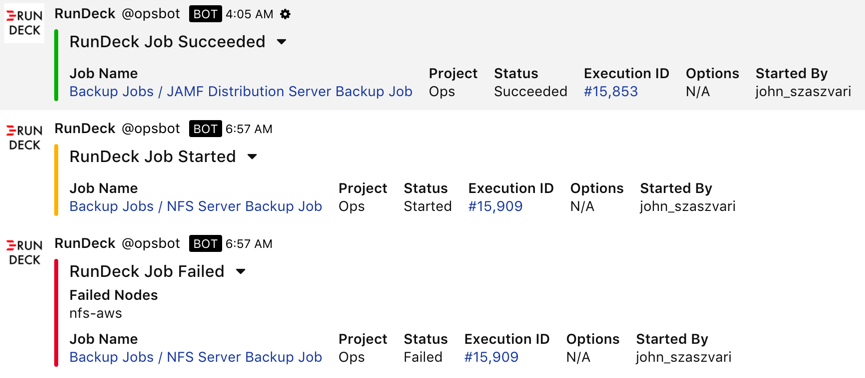 RUN DECK
RunDeck @opsbot BOT 4:05 AM
RunDeck Job Succeeded
Job Name Project Status Execution ID Options Started By
Backup Jobs / JAMF Distribution Server Backup Job Ops Succeeded #15,853 N/A john_szaszvari
RUN DECK
RunDeck @opsbot BOT 6:57 AM
RunDeck Job Started
Job Name Project Status Execution ID Options Started By
Backup Jobs / NFS Server Backup Job Ops Started #15,909 N/A john_szaszvari
RUN DECK
RunDeck @opsbot BOT 6:57 AM
RunDeck Job Failed
Failed Nodes
nfs-aws
Job Name Project Status Execution ID Options Started By
Backup Jobs / NFS Server Backup Job Ops Failed #15,909 N/A john_szaszvari